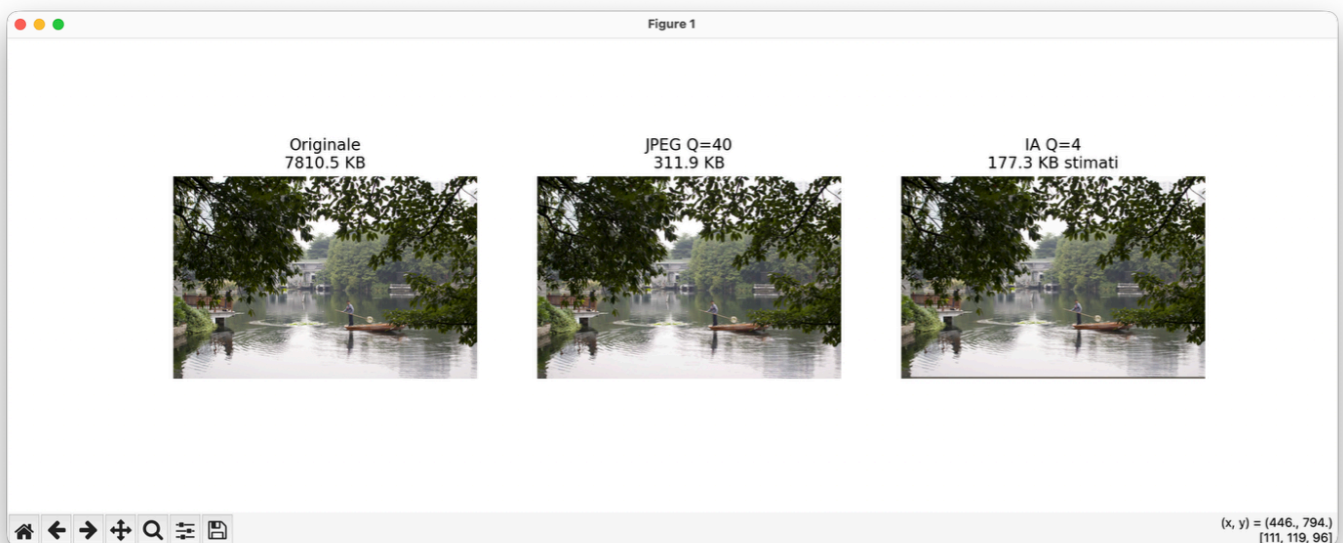 Figure 1
Originale
7810.5 KB
JPEG Q=40
311.9 KB
IA Q=4
177.3 KB stimati
(x, y) = (446., 794.)
[111, 119, 96]